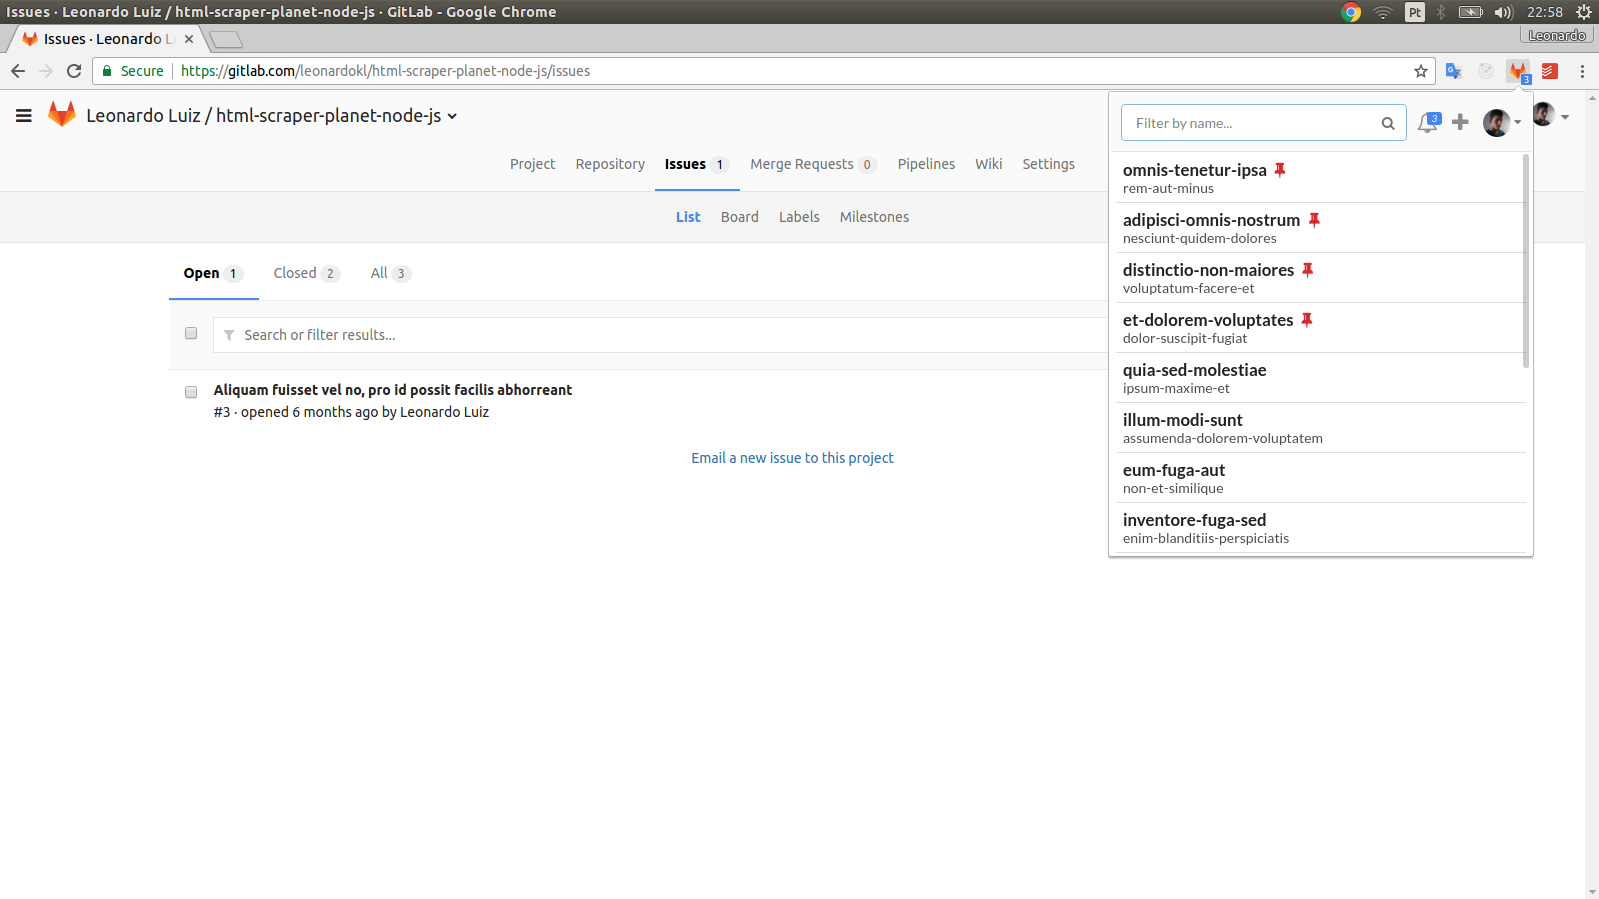 Issues · Leonardo Luiz / html-scraper-planet-node-js · GitLab - Google Chrome
Pt
22:58
Issues · Leonardo L
Leonardo
Secure
https://gitlab.com/leonardokl/html-scraper-planet-node-js/issues
3
Leonardo Luiz / html-scraper-planet-node-js
Project Repository Issues 1 Merge Requests 0 Pipelines Wiki Settings
List Board Labels Milestones
Open 1 Closed 2 All 3
Search or filter results...
Aliquam fuisset vel no, pro id possit facilis abhorreant
#3 · opened 6 months ago by Leonardo Luiz
Email a new issue to this project
Filter by name...
3
omnis-tenetur-ipsa
rem-aut-minus
adipisci-omnis-nostrum
nesciunt-quidem-dolores
distinctio-non-maiores
voluptatum-facere-et
et-dolorem-voluptates
dolor-suscipit-fugiat
quia-sed-molestiae
ipsum-maxime-et
illum-modi-sunt
assumenda-dolorem-voluptatem
eum-fuga-aut
non-et-similique
inventore-fuga-sed
enim-blanditiis-perspiciatis